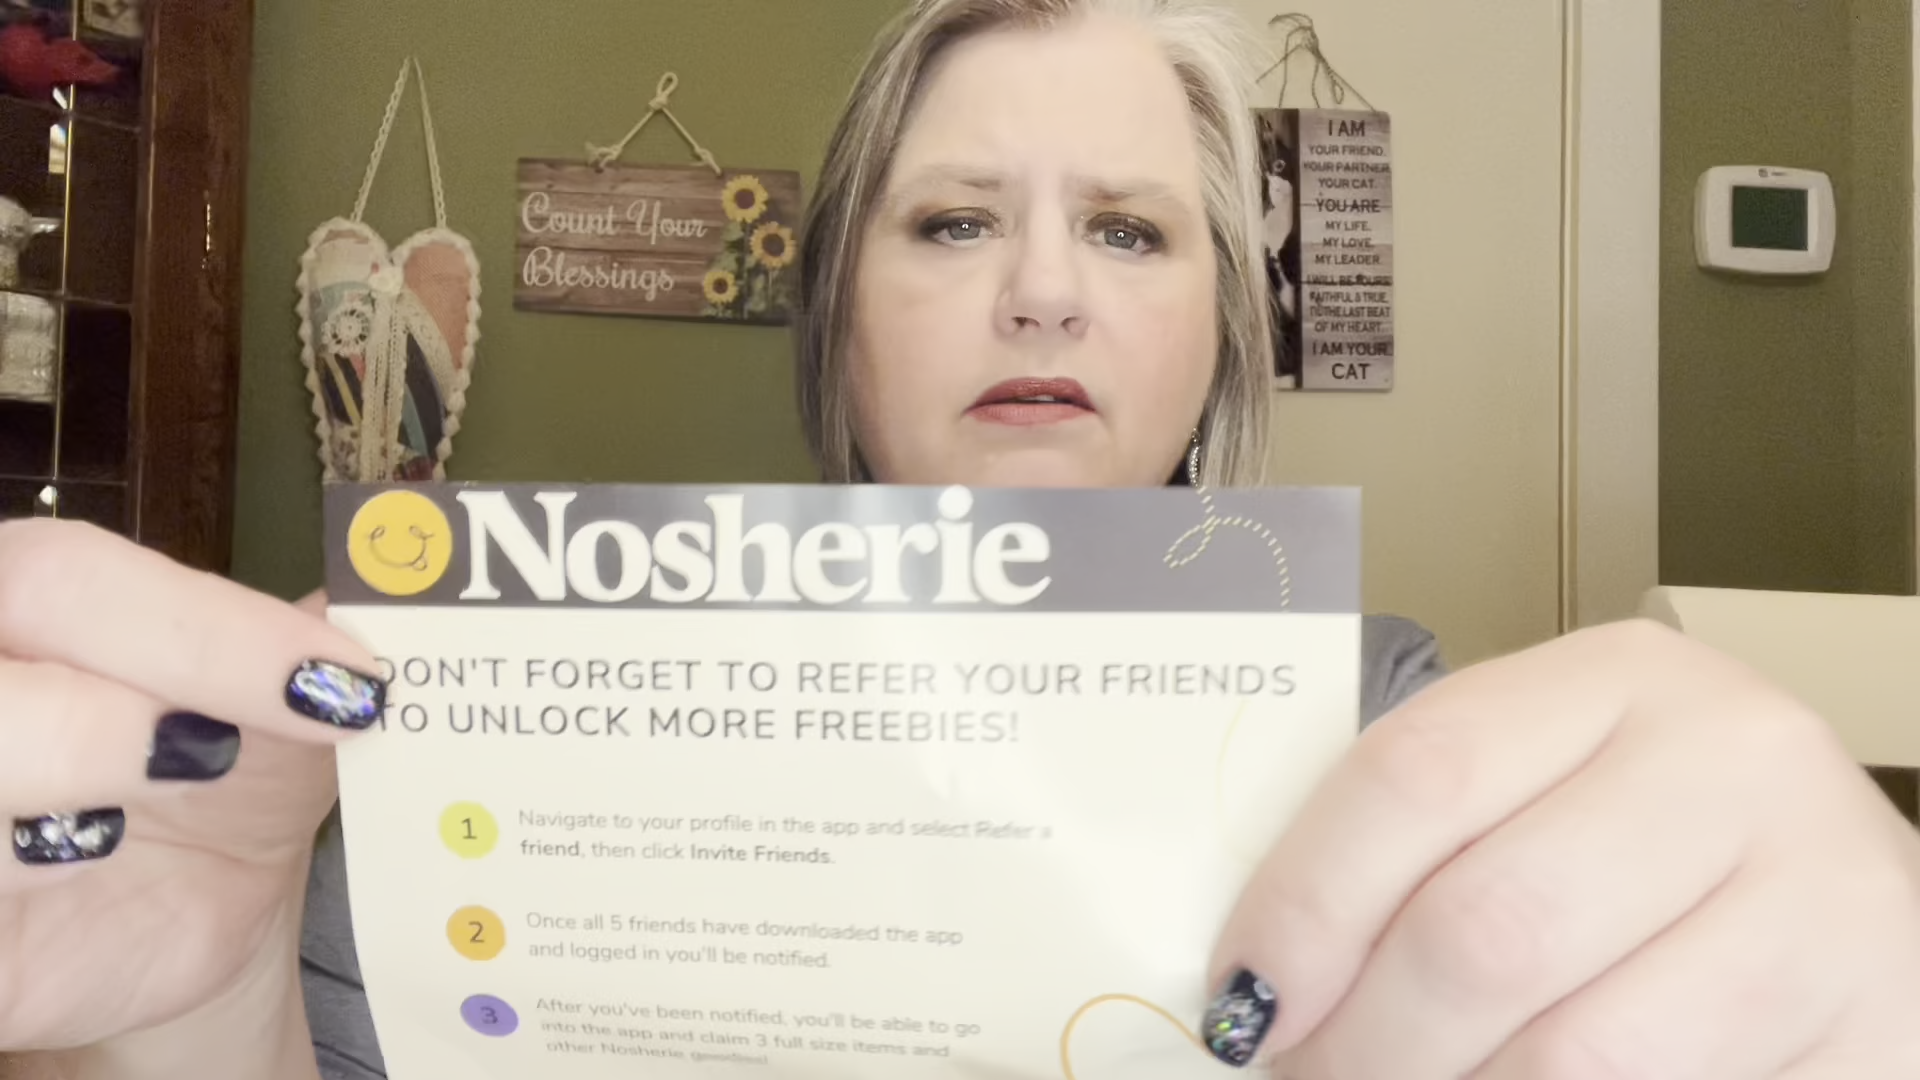 Count Your
Blessings
I AM
YOUR FRIEND,
YOUR PARTNER,
YOUR CAT.
YOU ARE
MY LIFE,
MY LOVE,
MY LEADER.
I WILL BE YOURS
FAITHFUL & TRUE,
TO THE LAST BEAT
OF MY HEART.
I AM YOUR
CAT
Nosherie
DON'T FORGET TO REFER YOUR FRIENDS
TO UNLOCK MORE FREEBIES!
1
Navigate to your profile in the app and select Refer a
friend, then click Invite Friends.
2
Once all 5 friends have downloaded the app
and logged in you'll be notified.
3
After you've been notified, you'll be able to go
into the app and claim 3 full size items and
other Nosherie goodies!